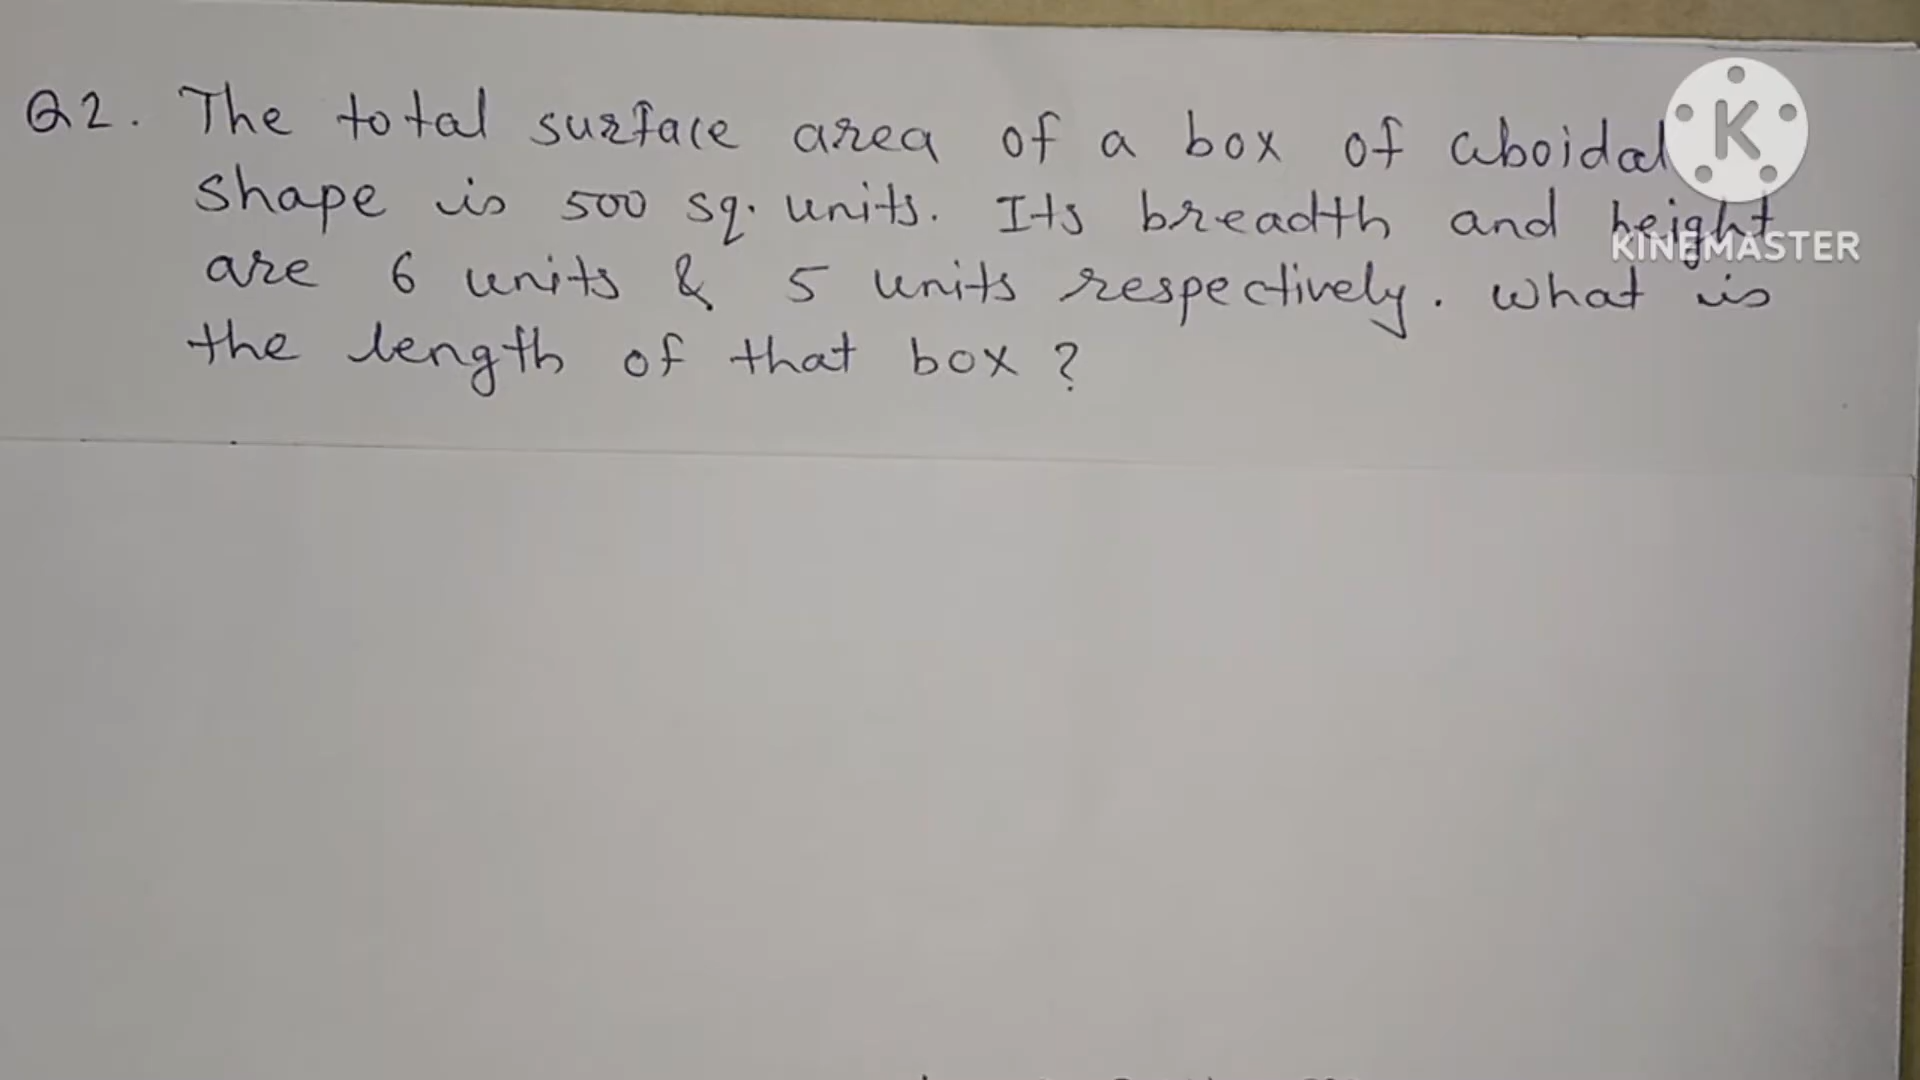 Q2. The total surface area of a box of cuboidal
shape is 500 sq. units. Its breadth and height
KINEMASTER
are 6 units & 5 units respectively. what is
the length of that box ?